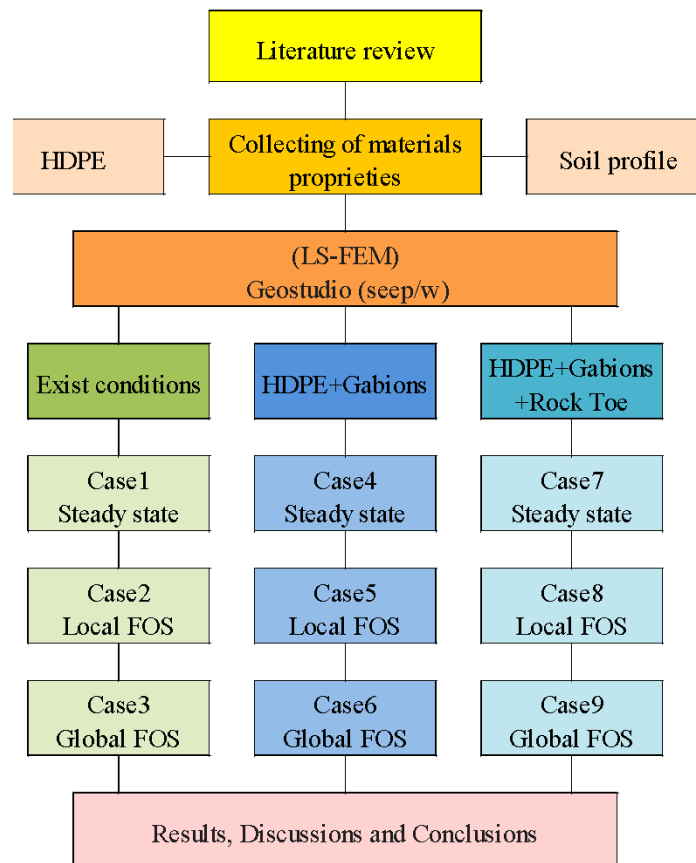 Literature review
HDPE
Collecting of materials
proprieties
Soil profile
(LS-FEM)
Geostudio (seep/w)
Exist conditions
HDPE+Gabions
HDPE+Gabions
+Rock Toe
Case1
Steady state
Case4
Steady state
Case7
Steady state
Case2
Local FOS
Case5
Local FOS
Case8
Local FOS
Case3
Global FOS
Case6
Global FOS
Case9
Global FOS
Results, Discussions and Conclusions